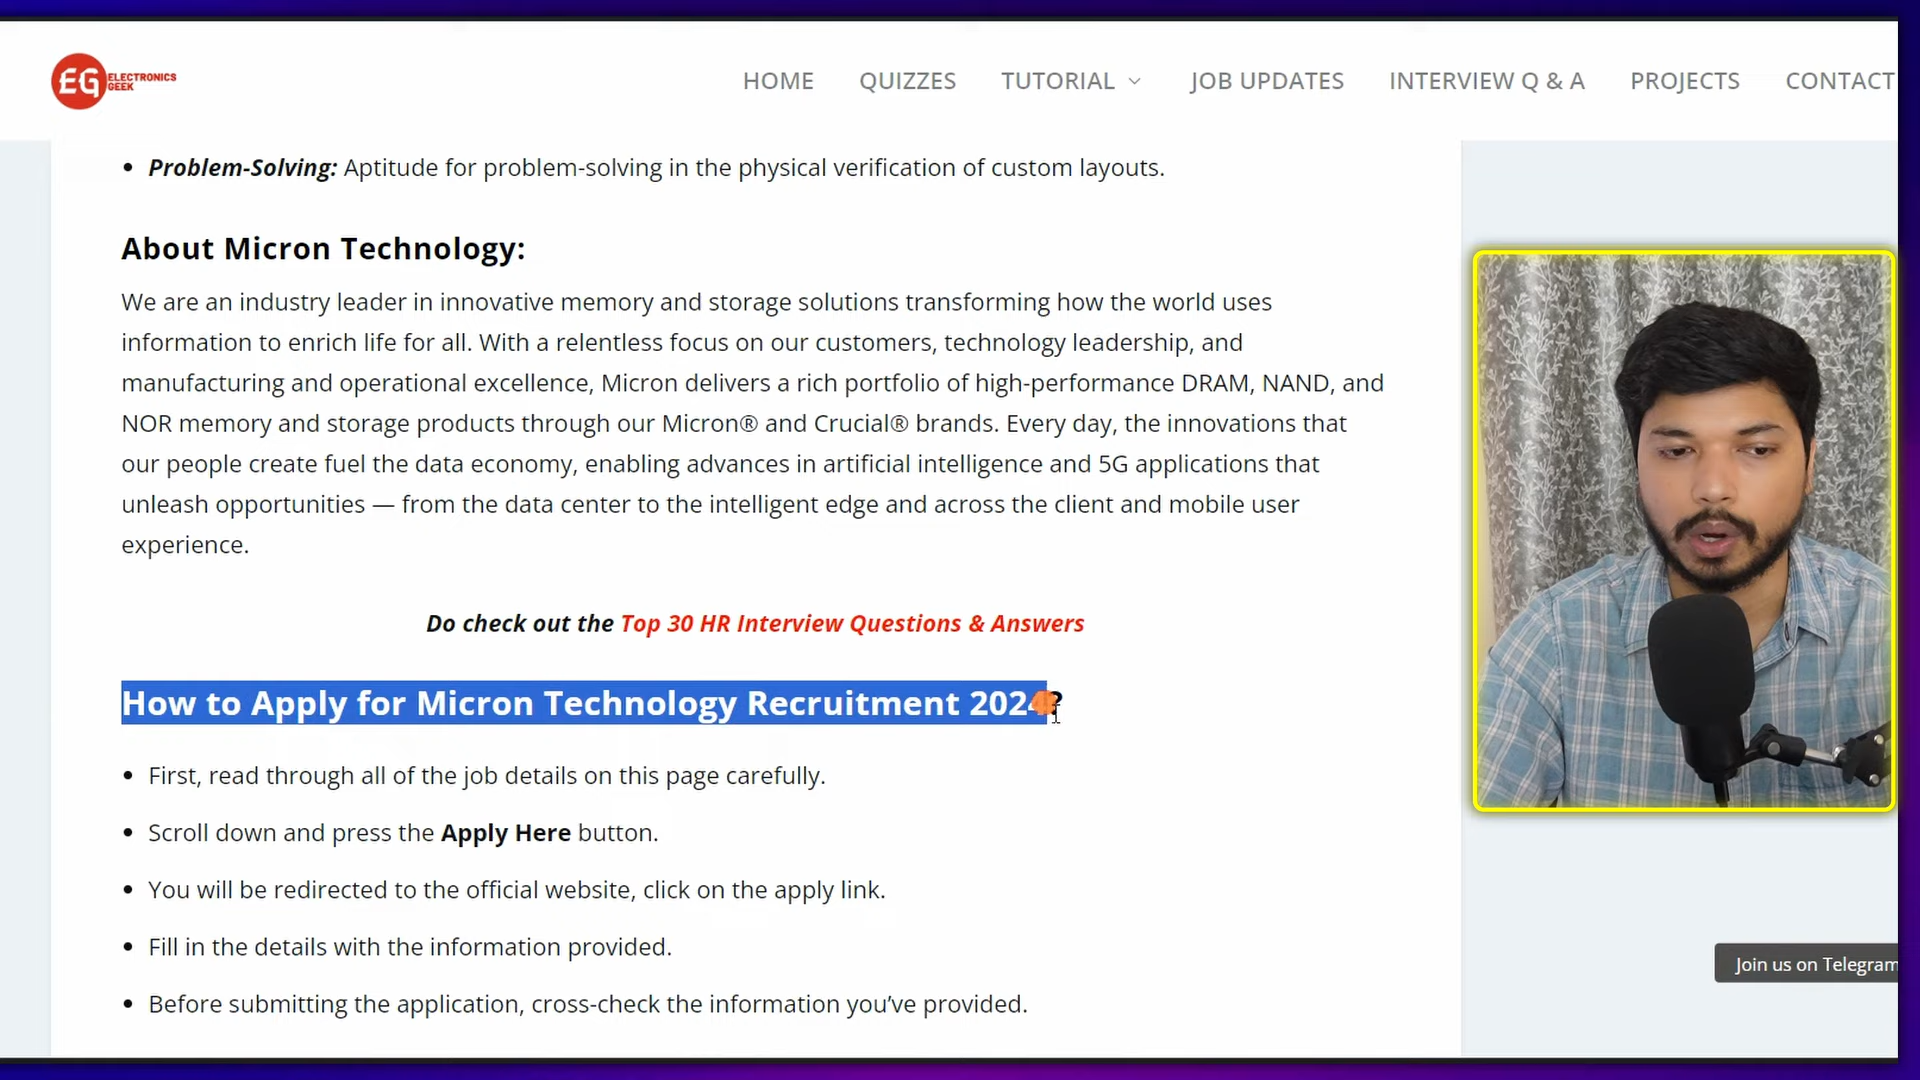 EG ELECTRONICS
GEEK
HOME QUIZZES TUTORIAL JOB UPDATES INTERVIEW Q & A PROJECTS CONTACT
• Problem-Solving: Aptitude for problem-solving in the physical verification of custom layouts.
About Micron Technology:
We are an industry leader in innovative memory and storage solutions transforming how the world uses
information to enrich life for all. With a relentless focus on our customers, technology leadership, and
manufacturing and operational excellence, Micron delivers a rich portfolio of high-performance DRAM, NAND, and
NOR memory and storage products through our Micron® and Crucial® brands. Every day, the innovations that
our people create fuel the data economy, enabling advances in artificial intelligence and 5G applications that
unleash opportunities — from the data center to the intelligent edge and across the client and mobile user
experience.
Do check out the Top 30 HR Interview Questions & Answers
How to Apply for Micron Technology Recruitment 2024?
• First, read through all of the job details on this page carefully.
• Scroll down and press the Apply Here button.
• You will be redirected to the official website, click on the apply link.
• Fill in the details with the information provided.
• Before submitting the application, cross-check the information you’ve provided.
Join us on Telegram